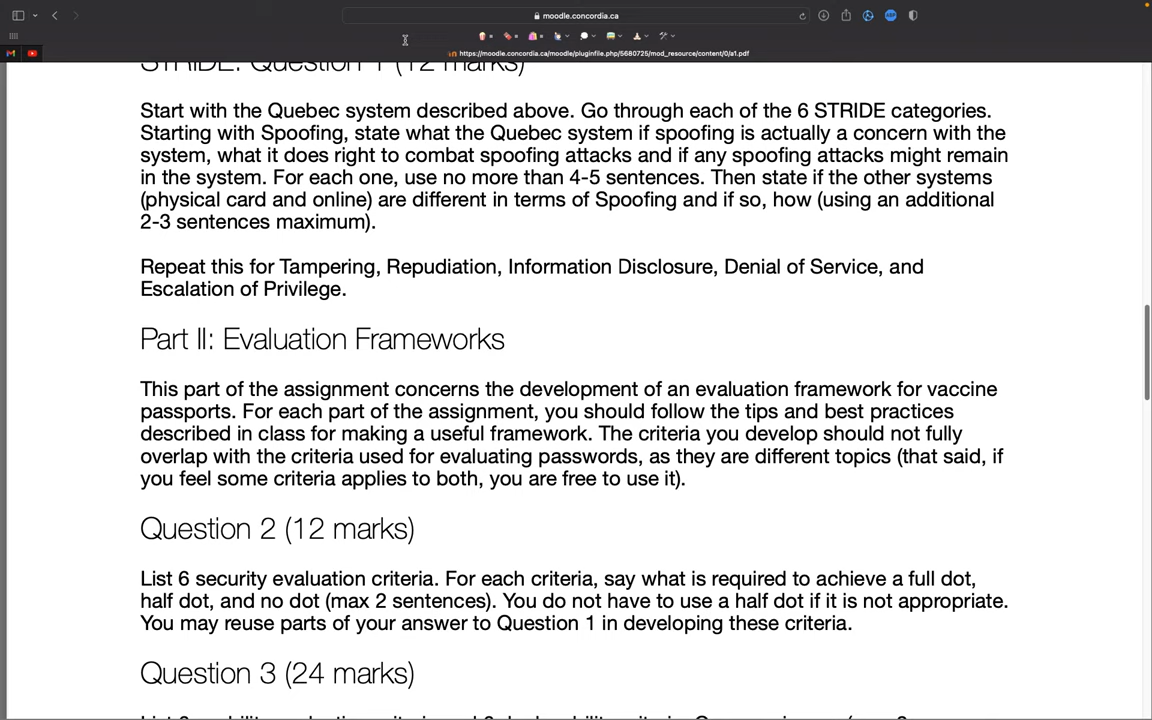 moodle.concordia.ca
https://moodle.concordia.ca/moodle/pluginfile.php/5680725/mod_resource/content/0/a1.pdf
STRIDE: Question 1 (12 marks)
Start with the Quebec system described above. Go through each of the 6 STRIDE categories.
Starting with Spoofing, state what the Quebec system if spoofing is actually a concern with the
system, what it does right to combat spoofing attacks and if any spoofing attacks might remain
in the system. For each one, use no more than 4-5 sentences. Then state if the other systems
(physical card and online) are different in terms of Spoofing and if so, how (using an additional
2-3 sentences maximum).
Repeat this for Tampering, Repudiation, Information Disclosure, Denial of Service, and
Escalation of Privilege.
Part II: Evaluation Frameworks
This part of the assignment concerns the development of an evaluation framework for vaccine
passports. For each part of the assignment, you should follow the tips and best practices
described in class for making a useful framework. The criteria you develop should not fully
overlap with the criteria used for evaluating passwords, as they are different topics (that said, if
you feel some criteria applies to both, you are free to use it).
Question 2 (12 marks)
List 6 security evaluation criteria. For each criteria, say what is required to achieve a full dot,
half dot, and no dot (max 2 sentences). You do not have to use a half dot if it is not appropriate.
You may reuse parts of your answer to Question 1 in developing these criteria.
Question 3 (24 marks)